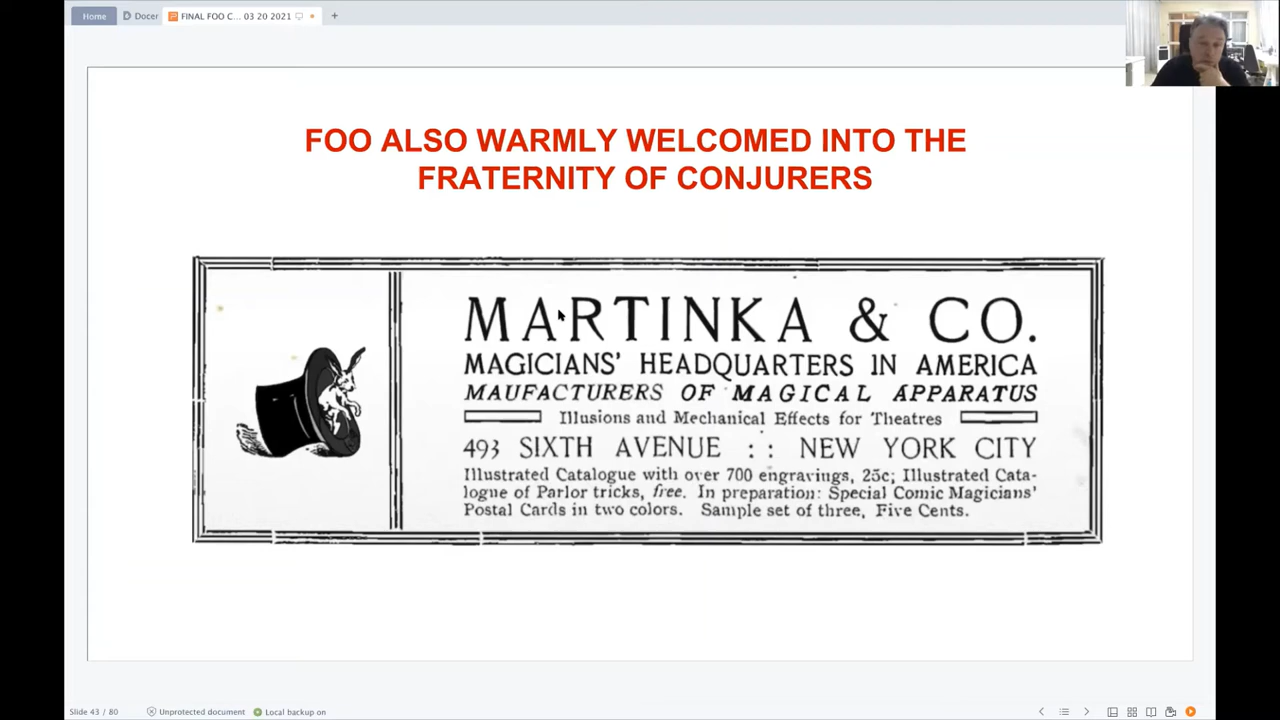 Home
Docer
FINAL FOO C... 03 20 2021
FOO ALSO WARMLY WELCOMED INTO THE
FRATERNITY OF CONJURERS
MARTINKA & CO.
MAGICIANS' HEADQUARTERS IN AMERICA
MAUFACTURERS OF MAGICAL APPARATUS
Illusions and Mechanical Effects for Theatres
493 SIXTH AVENUE : : NEW YORK CITY
Illustrated Catalogue with over 700 engravings, 25c; Illustrated Cata-
logue of Parlor tricks, free. In preparation: Special Comic Magicians'
Postal Cards in two colors. Sample set of three, Five Cents.
Slide 43 / 80
Unprotected document
Local backup on